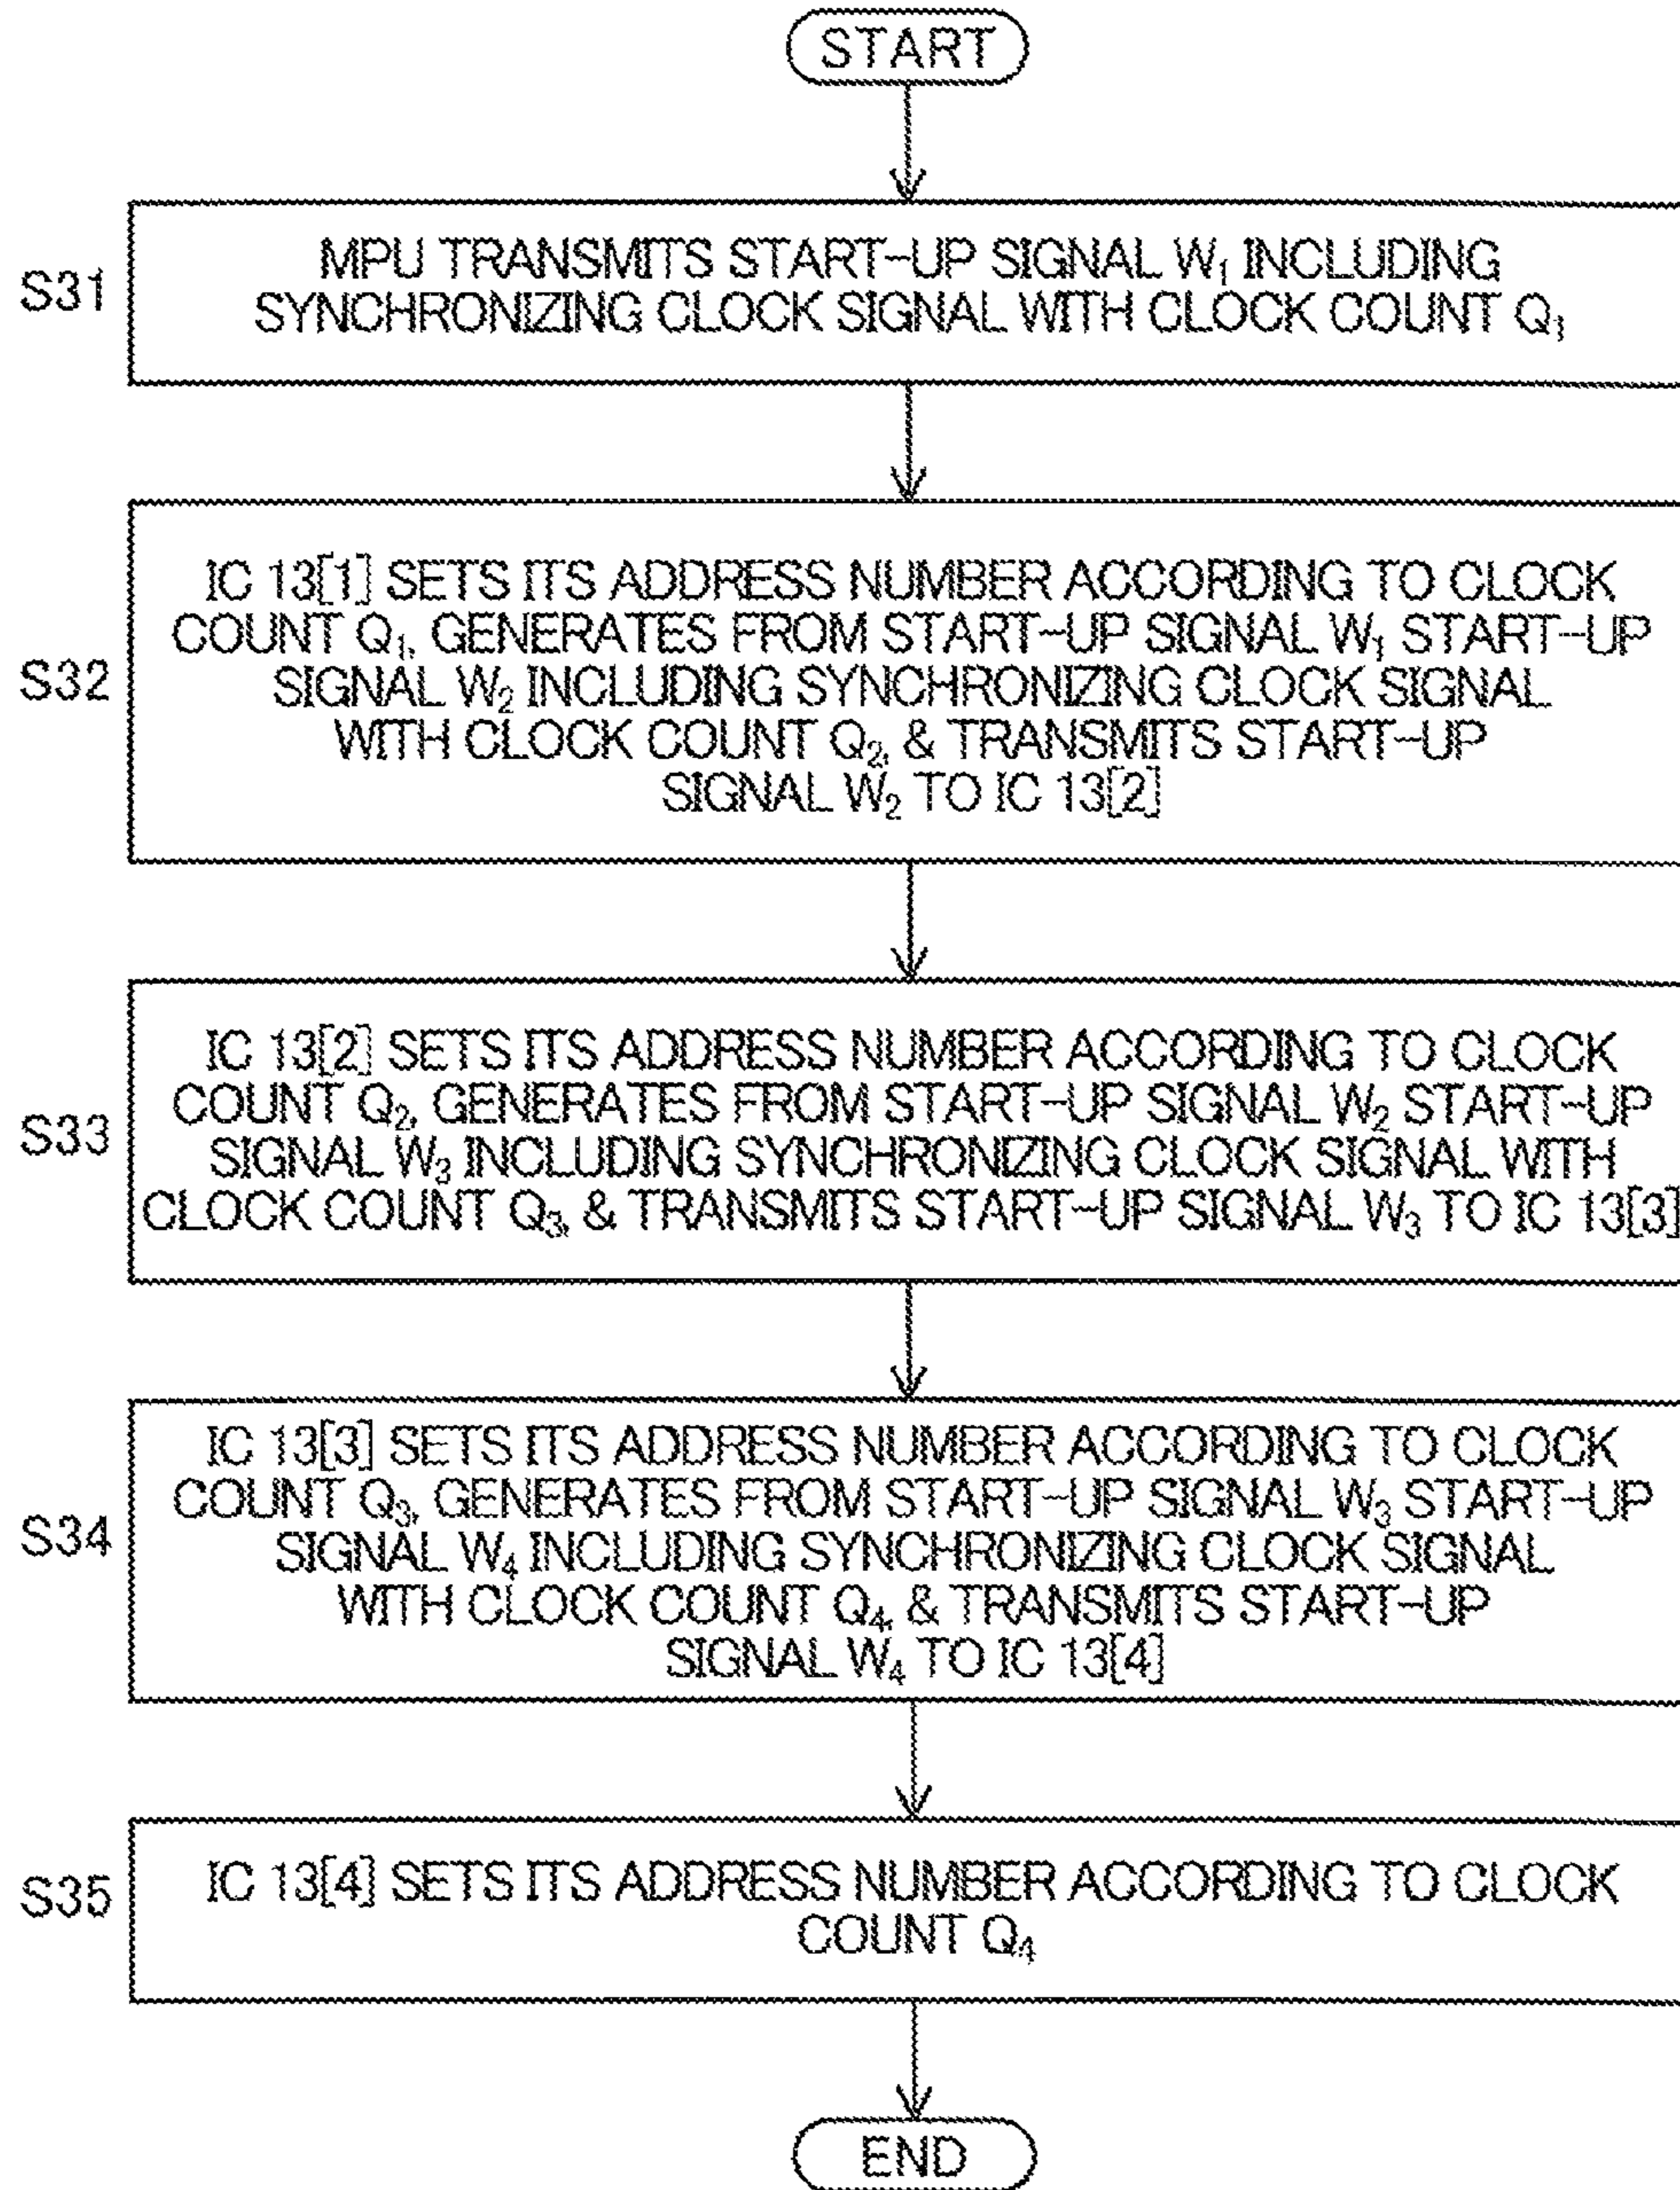 START
S31
MPU TRANSMITS START-UP SIGNAL W₁ INCLUDING
SYNCHRONIZING CLOCK SIGNAL WITH CLOCK COUNT Q₁
S32
IC 13[1] SETS ITS ADDRESS NUMBER ACCORDING TO CLOCK
COUNT Q₁, GENERATES FROM START-UP SIGNAL W₁ START-UP
SIGNAL W₂ INCLUDING SYNCHRONIZING CLOCK SIGNAL
WITH CLOCK COUNT Q₂, & TRANSMITS START-UP
SIGNAL W₂ TO IC 13[2]
S33
IC 13[2] SETS ITS ADDRESS NUMBER ACCORDING TO CLOCK
COUNT Q₂, GENERATES FROM START-UP SIGNAL W₂ START-UP
SIGNAL W₃ INCLUDING SYNCHRONIZING CLOCK SIGNAL WITH
CLOCK COUNT Q₃, & TRANSMITS START-UP SIGNAL W₃ TO IC 13[3]
S34
IC 13[3] SETS ITS ADDRESS NUMBER ACCORDING TO CLOCK
COUNT Q₃, GENERATES FROM START-UP SIGNAL W₃ START-UP
SIGNAL W₄ INCLUDING SYNCHRONIZING CLOCK SIGNAL
WITH CLOCK COUNT Q₄, & TRANSMITS START-UP
SIGNAL W₄ TO IC 13[4]
S35
IC 13[4] SETS ITS ADDRESS NUMBER ACCORDING TO CLOCK
COUNT Q₄
END